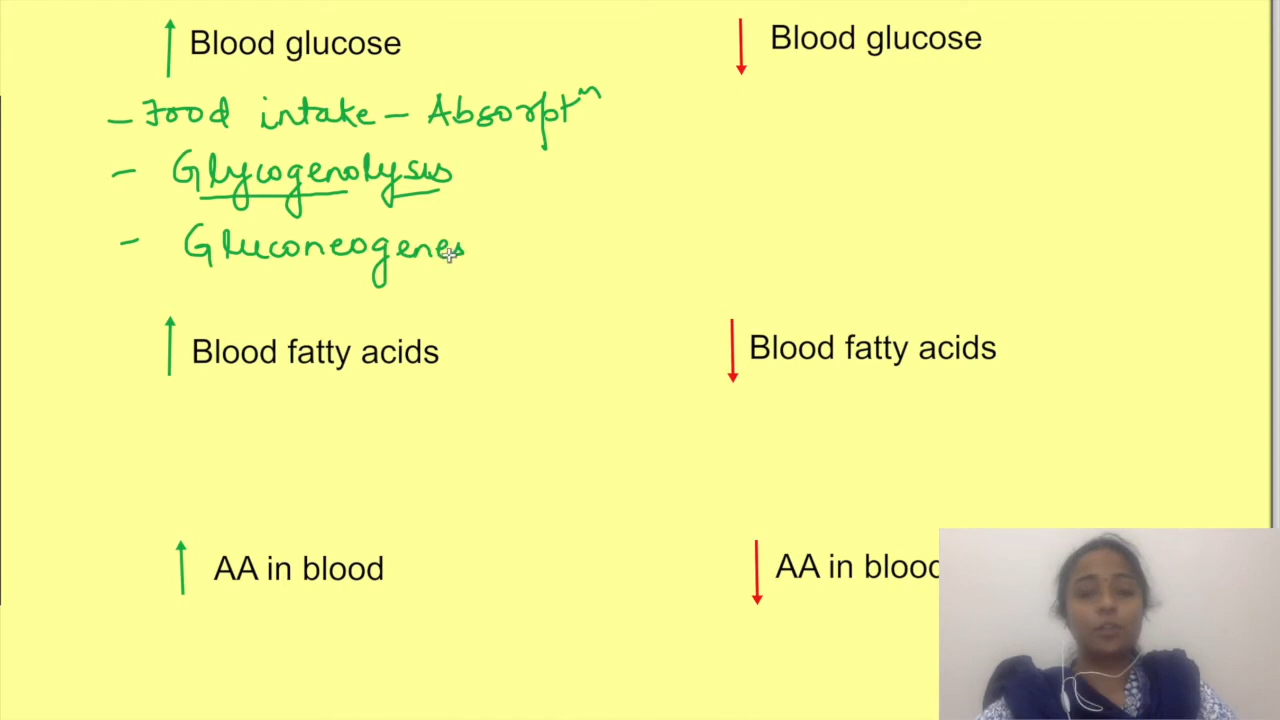 ↑ Blood glucose
↓ Blood glucose
- Food intake - Absorptⁿ
- Glycogenolysis
- Gluconeogenes
↑ Blood fatty acids
↓ Blood fatty acids
↑ AA in blood
↓ AA in blood